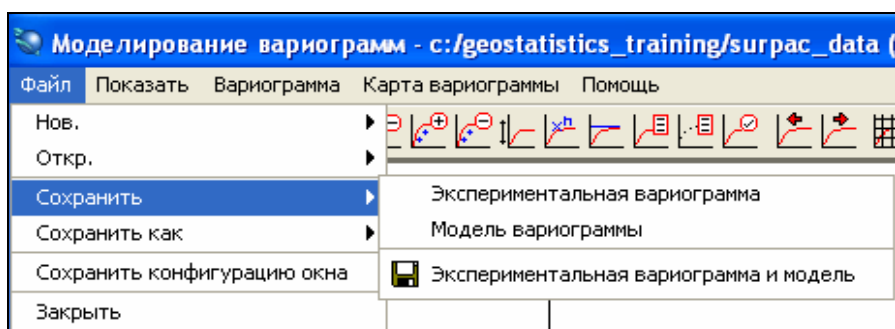 Моделирование вариограмм - c:/geostatistics_training/surpac_data (
Файл Показать Вариограмма Карта вариограммы Помощь
Нов.
Откр.
Сохранить
Экспериментальная вариограмма
Сохранить как
Модель вариограммы
Сохранить конфигурацию окна
Экспериментальная вариограмма и модель
Закрыть